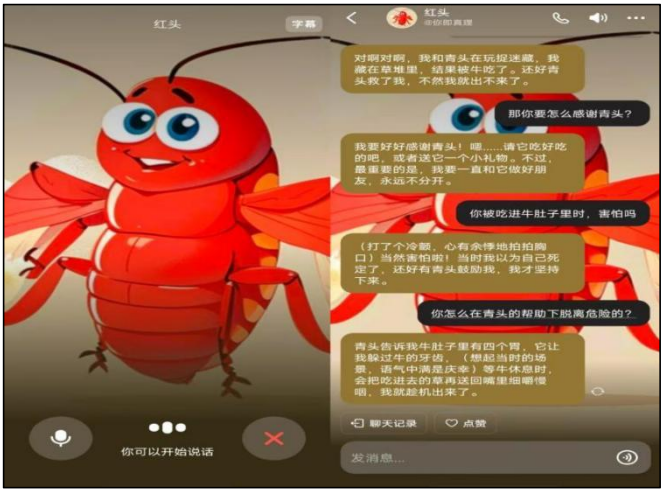 红头
字幕
你可以开始说话
红头
@你即真理
对啊对啊，我和青头在玩捉迷藏，我
藏在草堆里，结果被牛吃了。还好青
头救了我，不然我就出不来了。
那你要怎么感谢青头？
我要好好感谢青头！嗯……请它吃好吃
的吧，或者送它一个小礼物。不过，
最重要的是，我要一直和它做好朋
友，永远不分开。
你被吃进牛肚子里时，害怕吗
（打了个冷颤，心有余悸地拍拍胸
口）当然害怕啦！当时我以为自己死
定了，还好有青头鼓励我，我才坚持
下来。
你怎么在青头的帮助下脱离危险的？
青头告诉我牛肚子里有四个胃，它让
我躲过牛的牙齿，（想起当时的场
景，语气中满是庆幸）等牛休息时，
会把吃进去的草再送回嘴里细嚼慢
咽，我就趁机出来了。
聊天记录
点赞
发消息...